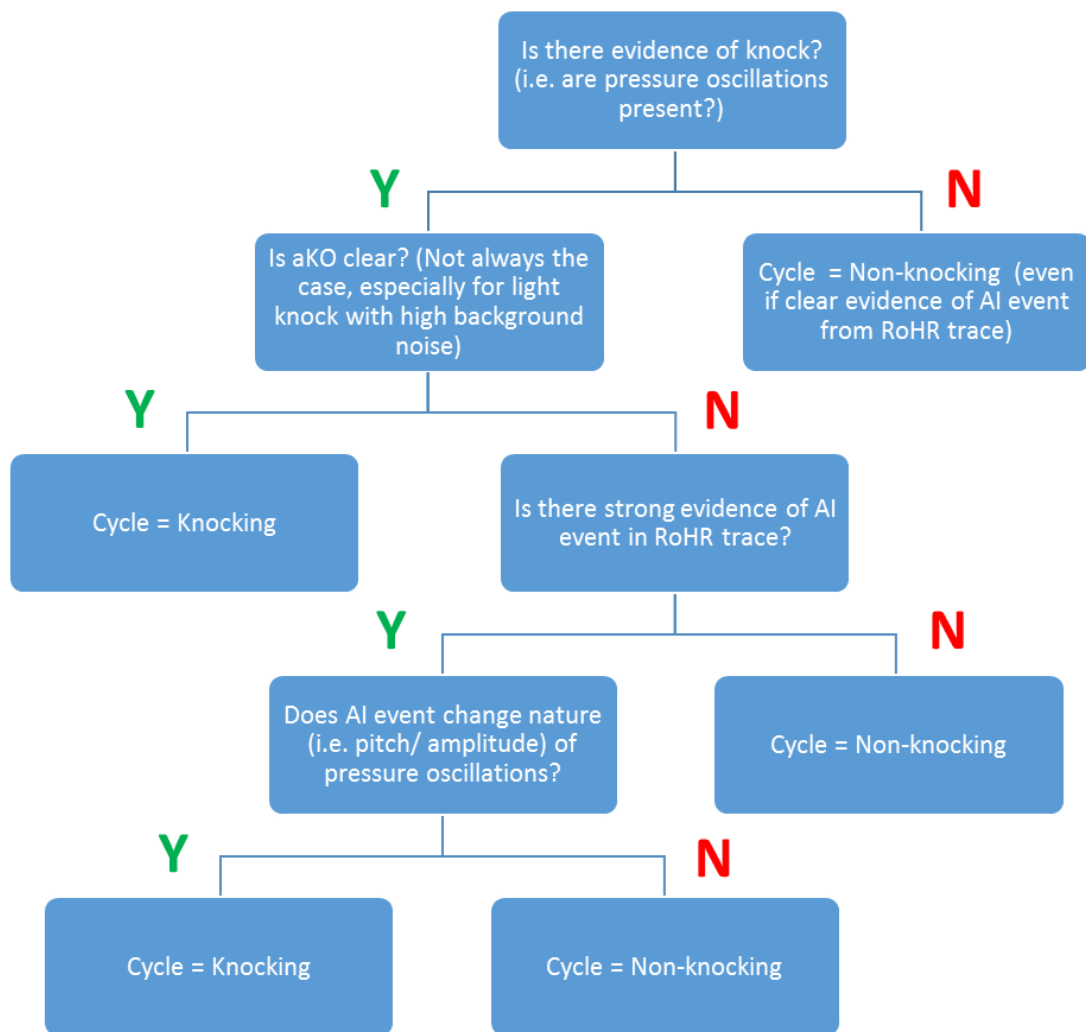 Is there evidence of knock?
(i.e. are pressure oscillations
present?)
Y
N
Is aKO clear? (Not always the
case, especially for light
knock with high background
noise)
Cycle  = Non-knocking  (even
if clear evidence of AI event
from RoHR trace)
Y
N
Cycle = Knocking
Is there strong evidence of AI
event in RoHR trace?
Y
N
Does AI event change nature
(i.e. pitch/ amplitude) of
pressure oscillations?
Cycle = Non-knocking
Y
N
Cycle = Knocking
Cycle = Non-knocking